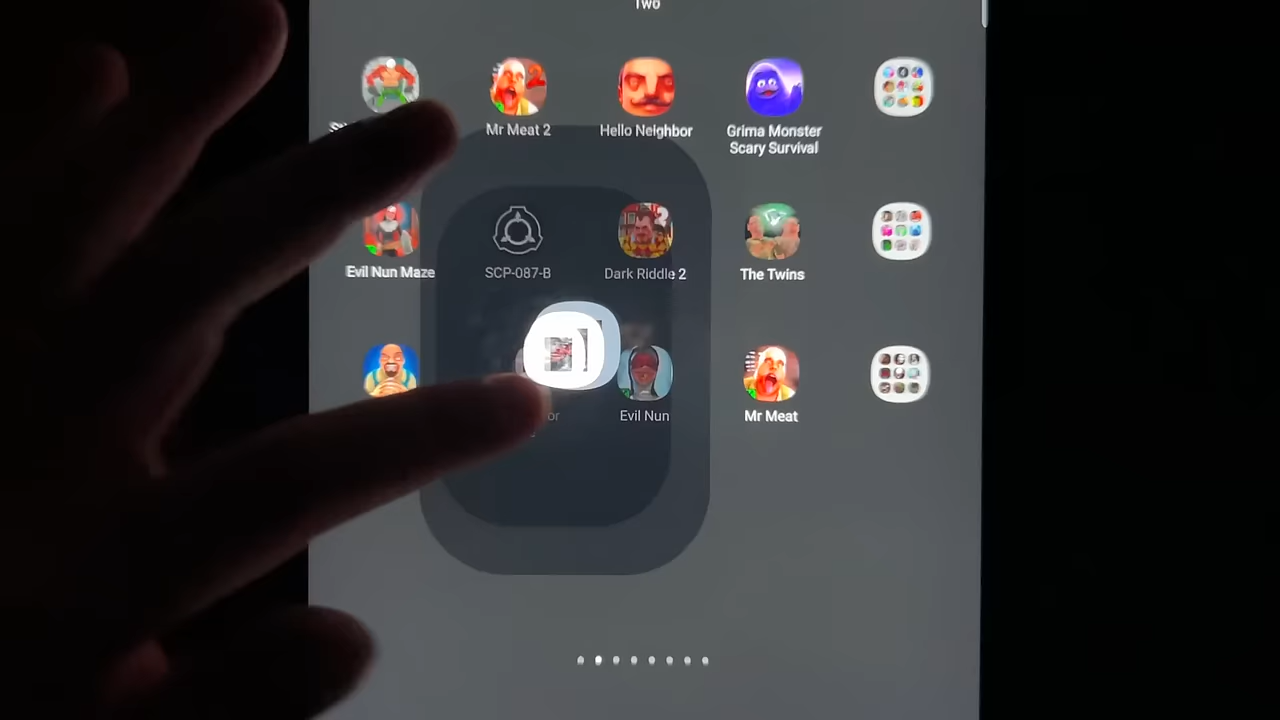 Two
Mr Meat 2
Hello Neighbor
Grima Monster
Scary Survival
2
Evil Nun Maze
SCP-087-B
Dark Riddle 2
The Twins
Evil Nun
Mr Meat